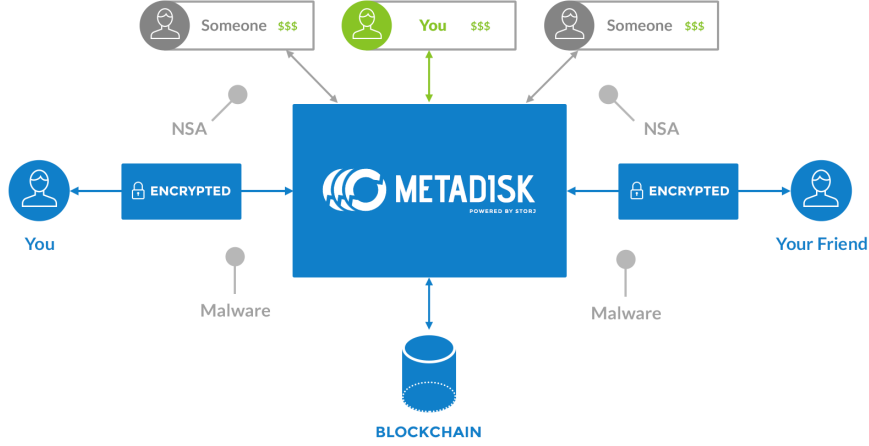 Someone $$$
You $$$
Someone $$$
NSA
NSA
ENCRYPTED
METADISK
POWERED BY STORJ
ENCRYPTED
You
Your Friend
Malware
Malware
BLOCKCHAIN